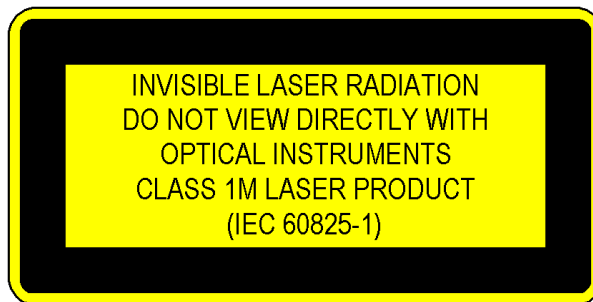 INVISIBLE LASER RADIATION
DO NOT VIEW DIRECTLY WITH
OPTICAL INSTRUMENTS
CLASS 1M LASER PRODUCT
(IEC 60825-1)